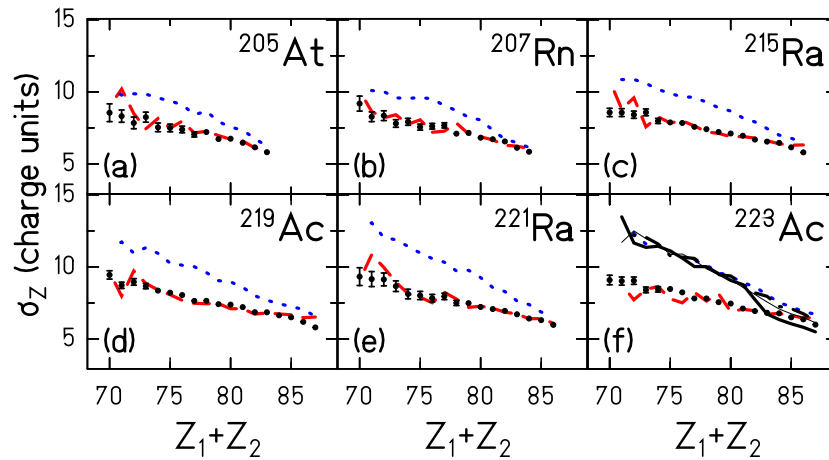 15
10
5
²⁰⁵At
(a)
²⁰⁷Rn
(b)
²¹⁵Ra
(c)
σZ (charge units)
15
10
5
²¹⁹Ac
(d)
²²¹Ra
(e)
²²³Ac
(f)
70 75 80 85 70 75 80 85 70 75 80 85
Z₁+Z₂ Z₁+Z₂ Z₁+Z₂